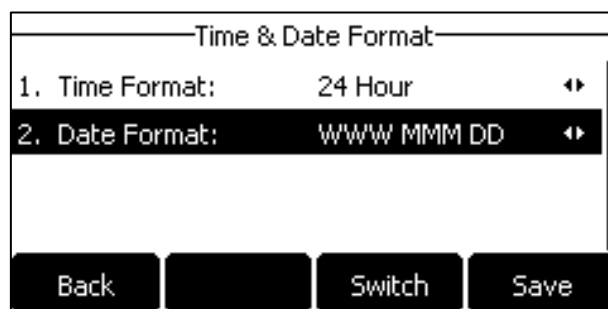 Time & Date Format
1. Time Format: 24 Hour
2. Date Format: WWW MMM DD
Back Switch Save